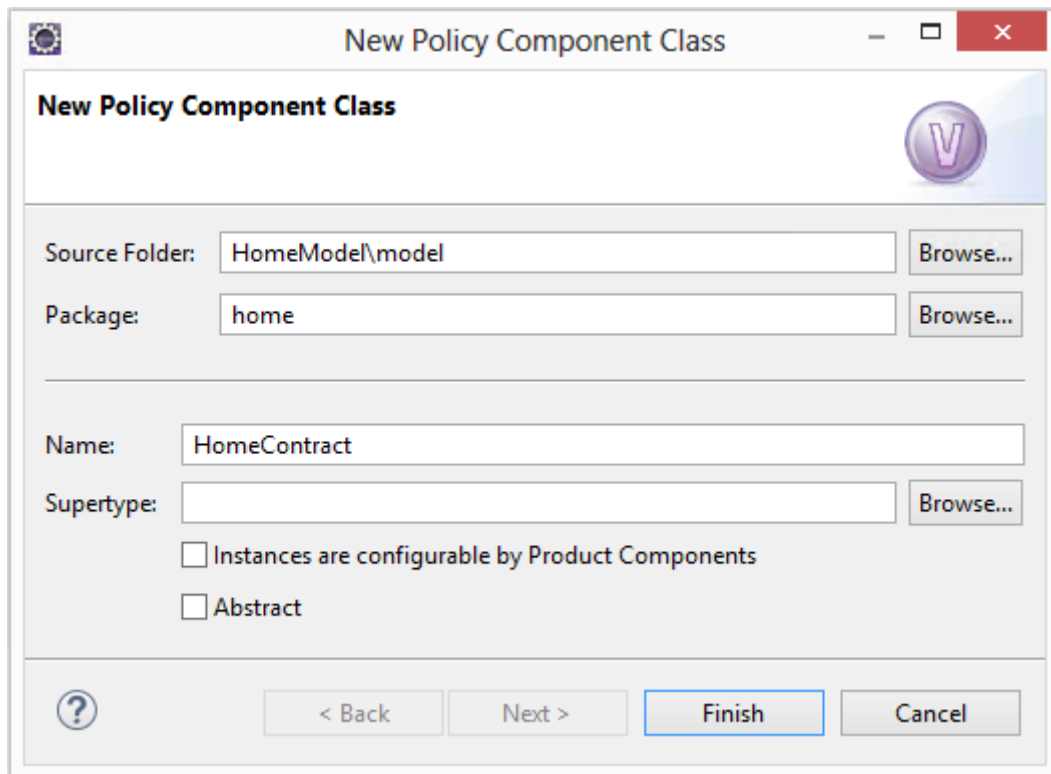 New Policy Component Class
New Policy Component Class
V
Source Folder: HomeModel\model Browse...
Package: home Browse...
Name: HomeContract
Supertype: Browse...
Instances are configurable by Product Components
Abstract
? < Back Next > Finish Cancel